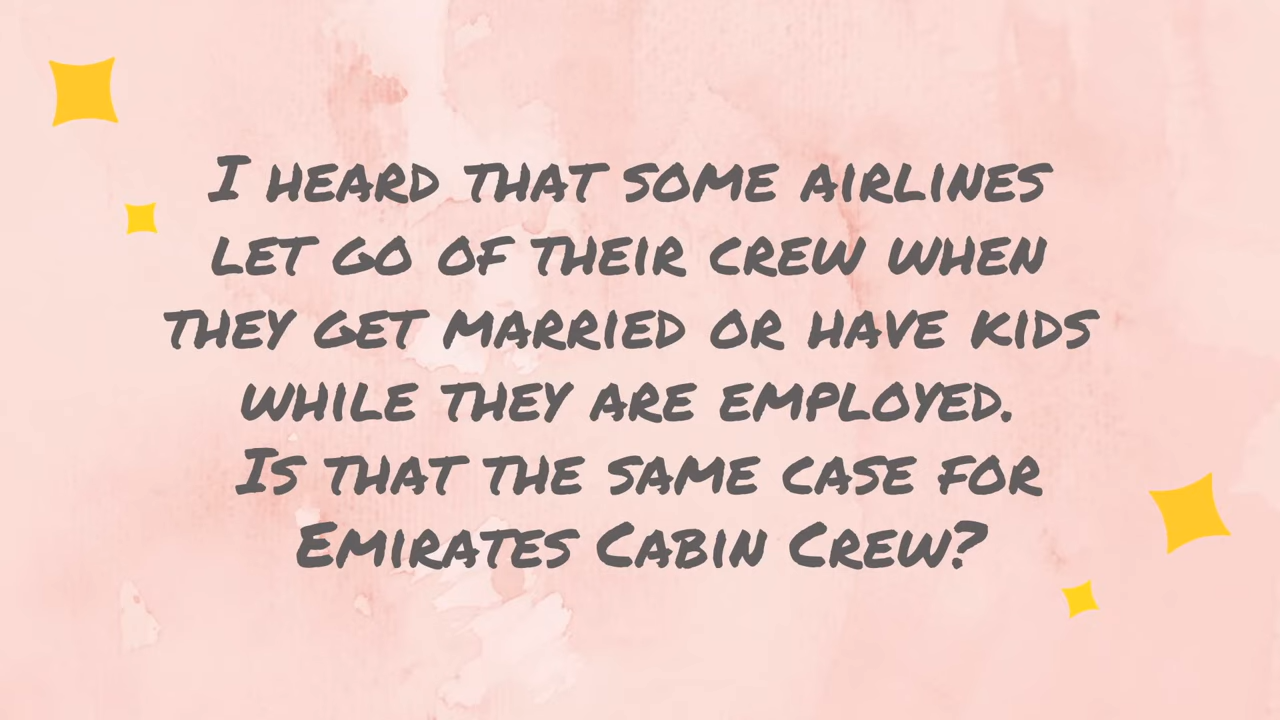 I heard that some airlines
let go of their crew when
they get married or have kids
while they are employed.
Is that the same case for
Emirates Cabin Crew?